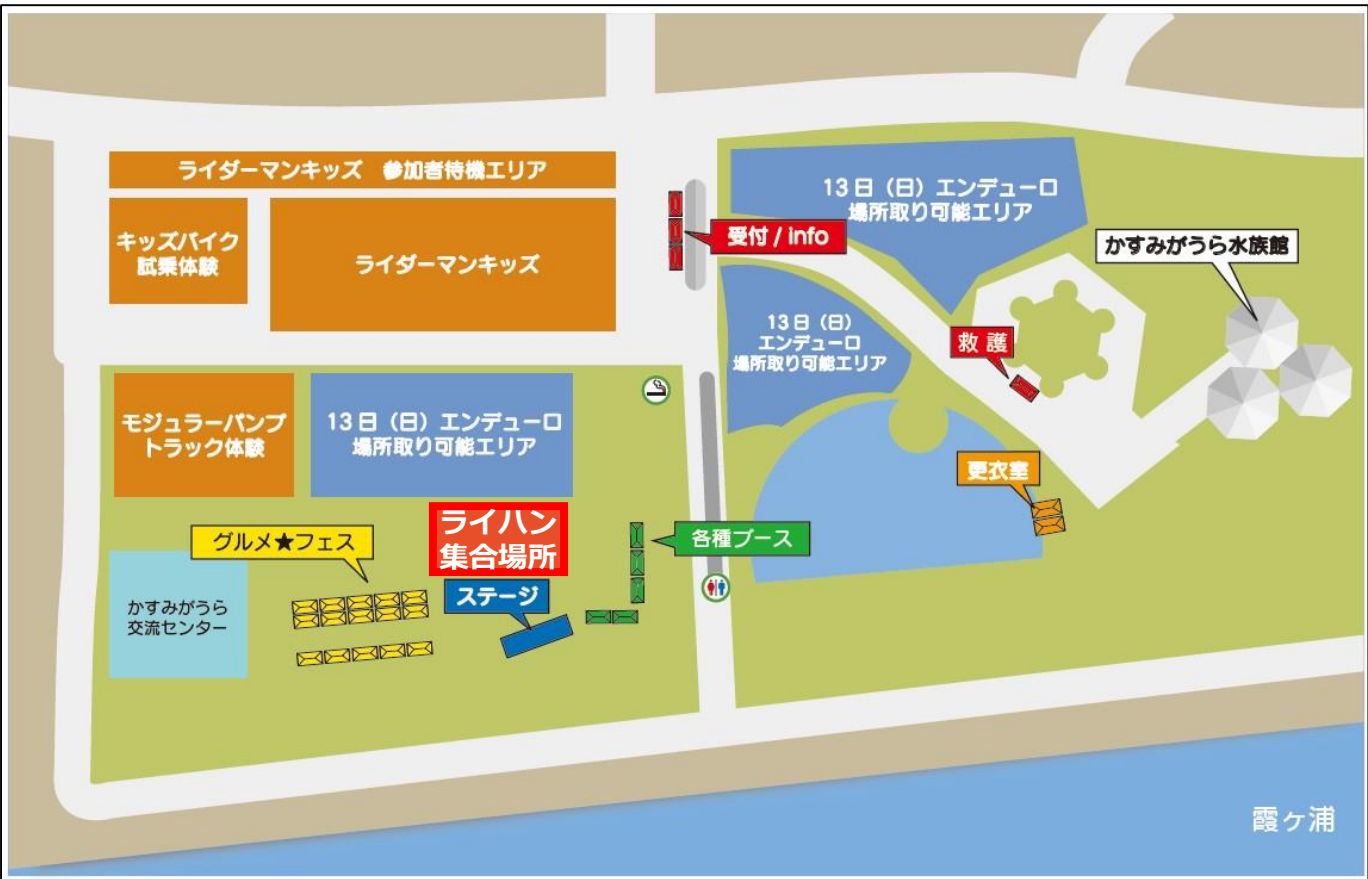 ライダーマンキッズ 参加者待機エリア
キッズバイク
試乗体験
ライダーマンキッズ
受付 / info
13日（日）エンデューロ
場所取り可能エリア
かすみがうら水族館
13日（日）
エンデューロ
場所取り可能エリア
救護
モジュラーパンプ
トラック体験
13日（日）エンデューロ
場所取り可能エリア
更衣室
グルメ★フェス
ライハン
集合場所
各種ブース
ステージ
かすみがうら
交流センター
霞ヶ浦